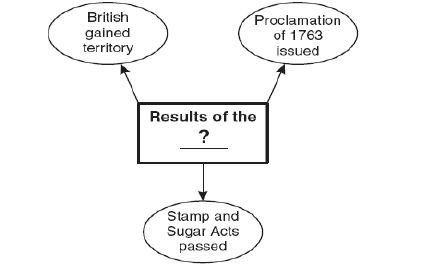 British
gained
territory
Proclamation
of 1763
issued
Results of the
?
Stamp and
Sugar Acts
passed